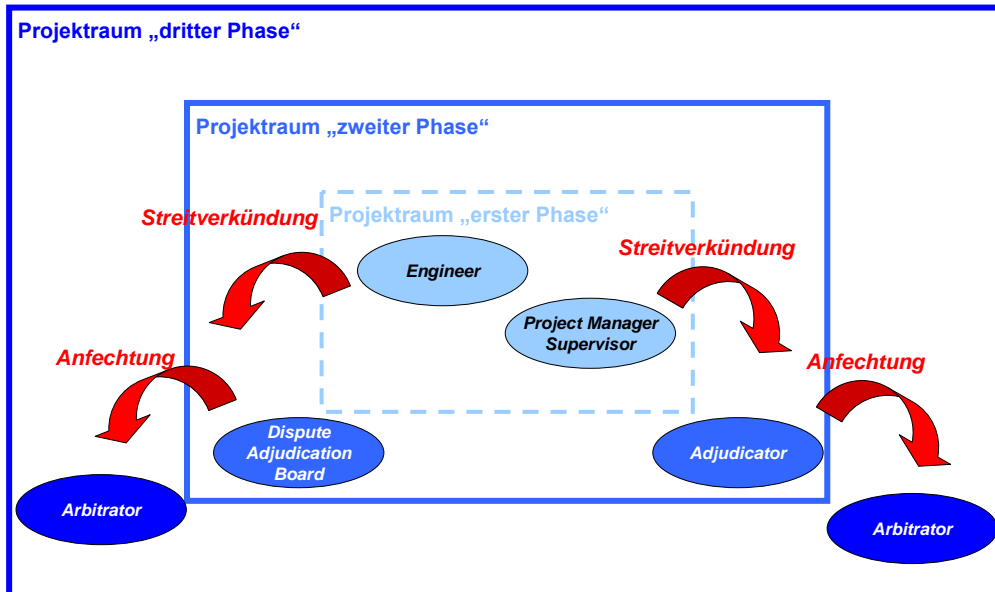 Projektraum „dritter Phase“
Projektraum „zweiter Phase“
Projektraum „erster Phase“
Streitverkündung
Streitverkündung
Engineer
Project Manager
Supervisor
Anfechtung
Anfechtung
Dispute
Adjudication
Board
Adjudicator
Arbitrator
Arbitrator